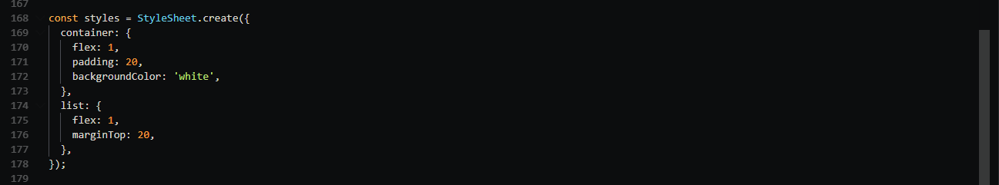 167
168 const styles = StyleSheet.create({
169   container: {
170     flex: 1,
171     padding: 20,
172     backgroundColor: 'white',
173   },
174   list: {
175     flex: 1,
176     marginTop: 20,
177   },
178 });
179